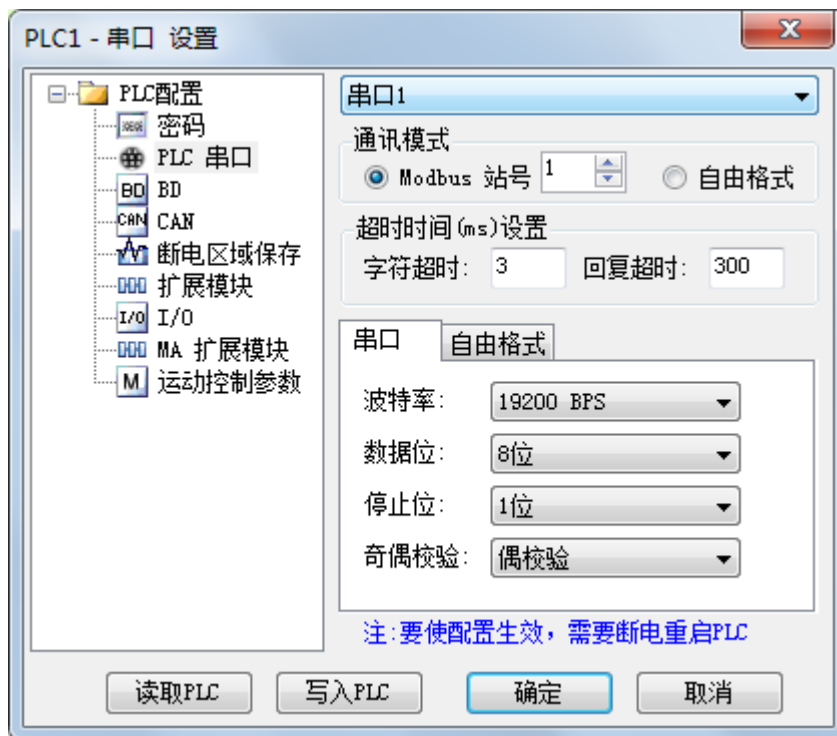 PLC1 - 串口 设置
PLC配置
密码
PLC 串口
BD BD
CAN CAN
断电区域保存
扩展模块
I/O I/O
MA 扩展模块
M 运动控制参数
串口1
通讯模式
Modbus 站号 1 自由格式
超时时间(ms)设置
字符超时: 3 回复超时: 300
串口 自由格式
波特率: 19200 BPS
数据位: 8位
停止位: 1位
奇偶校验: 偶校验
注:要使配置生效，需要断电重启PLC
读取PLC 写入PLC 确定 取消